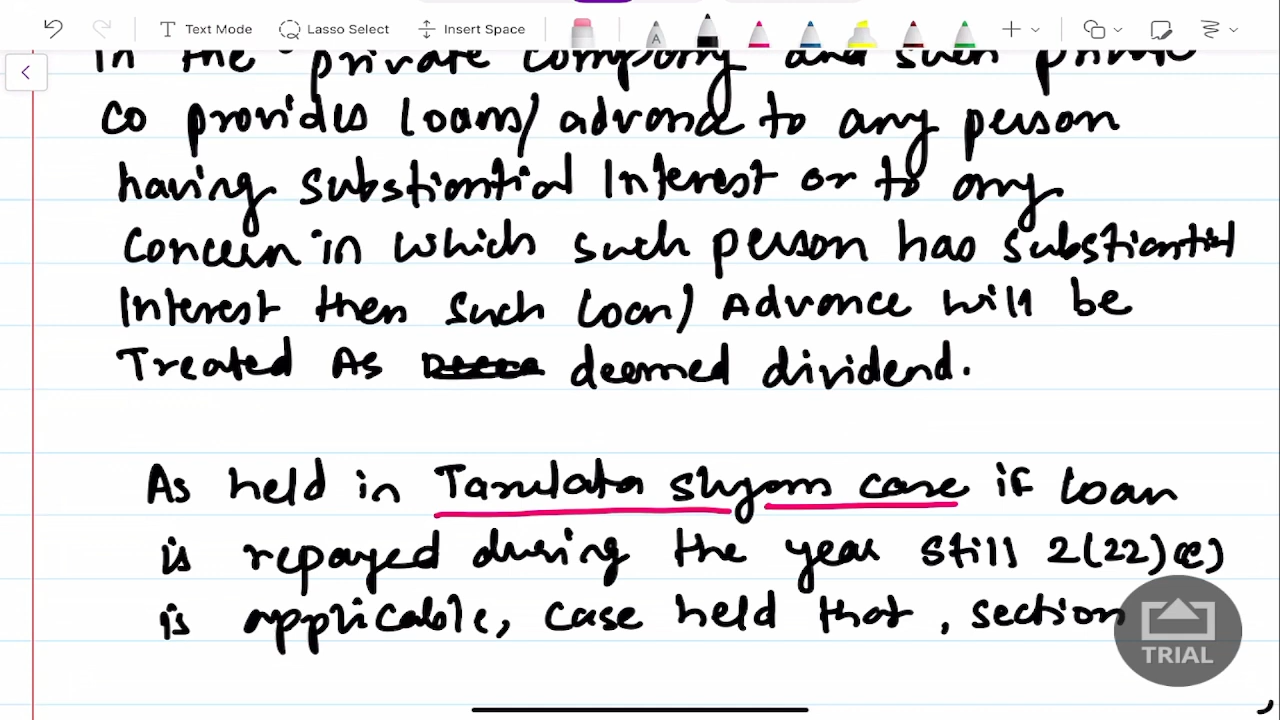 Text Mode Lasso Select Insert Space
in the private company and such private
co provides loans/ advance to any person
having substiantial Interest or to any
concern in which such person has substiantial
Interest then such loan/ Advance will be
Treated As deemed dividend.
As held in Tarulata shyam case if loan
is repayed during the year still 2(22)(e)
is applicable, case held that, section
TRIAL